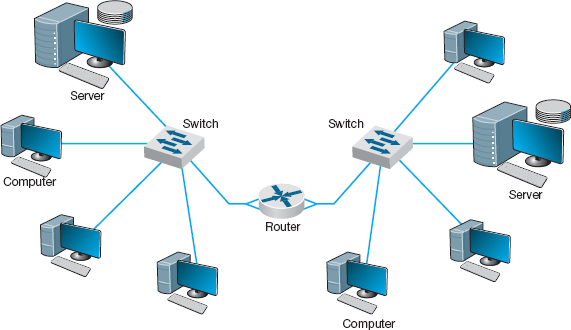 Server
Switch
Switch
Computer
Server
Router
Computer